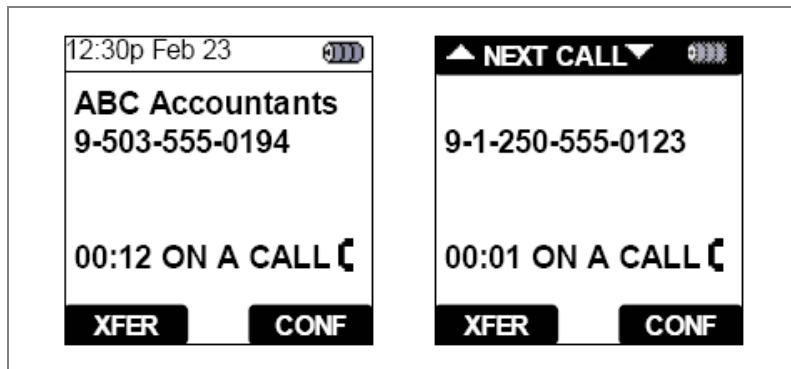 12:30p Feb 23
ABC Accountants
9-503-555-0194
00:12 ON A CALL
XFER CONF
NEXT CALL
9-1-250-555-0123
00:01 ON A CALL
XFER CONF